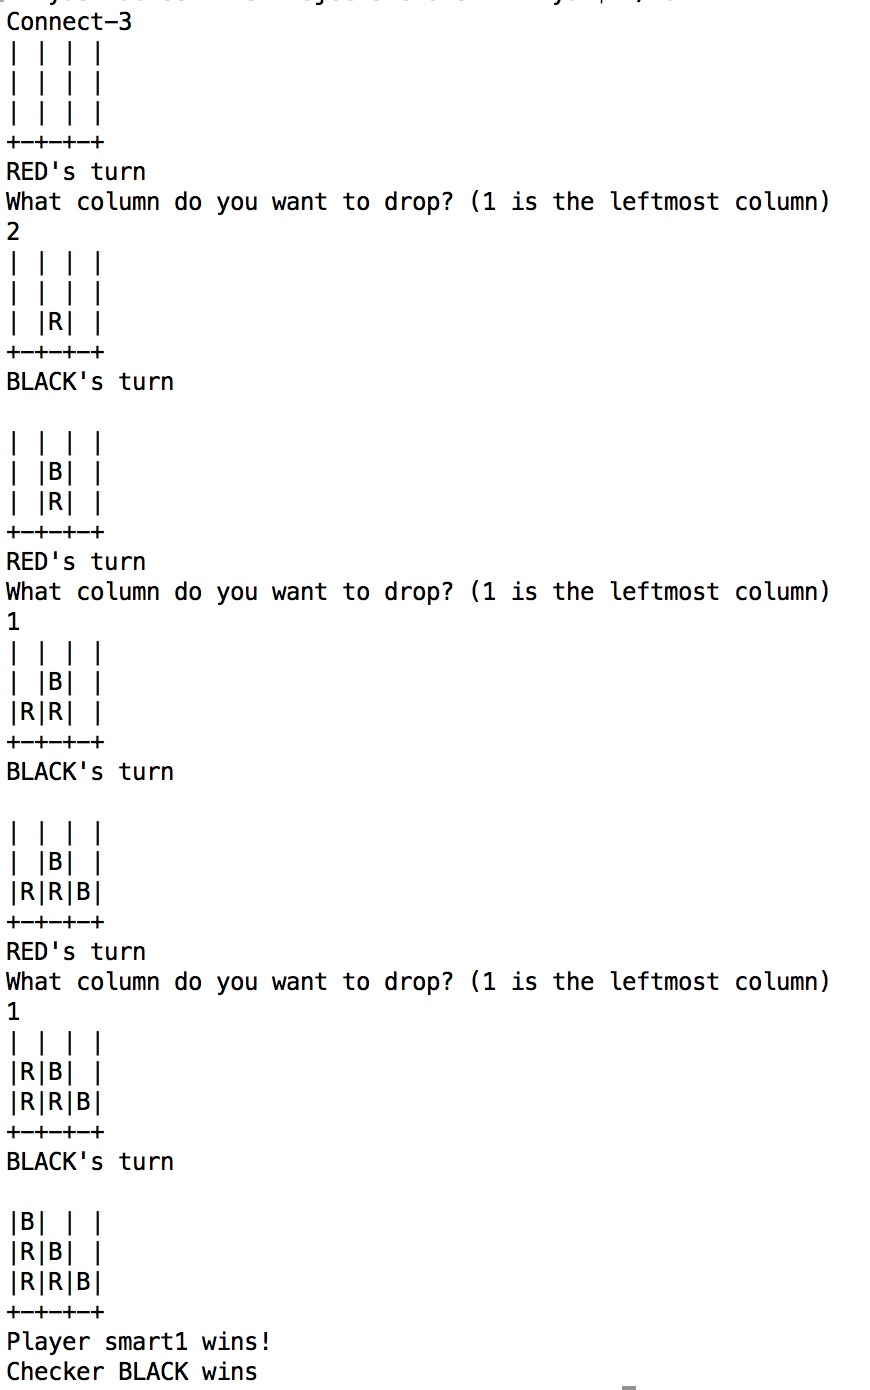 Connect-3
| | | |
| | | |
| | | |
+-+-+-+
RED's turn
What column do you want to drop? (1 is the leftmost column)
2
| | | |
| | | |
| |R| |
+-+-+-+
BLACK's turn

| | | |
| |B| |
| |R| |
+-+-+-+
RED's turn
What column do you want to drop? (1 is the leftmost column)
1
| | | |
| |B| |
|R|R| |
+-+-+-+
BLACK's turn

| | | |
| |B| |
|R|R|B|
+-+-+-+
RED's turn
What column do you want to drop? (1 is the leftmost column)
1
| | | |
|R|B| |
|R|R|B|
+-+-+-+
BLACK's turn

|B| | |
|R|B| |
|R|R|B|
+-+-+-+
Player smart1 wins!
Checker BLACK wins